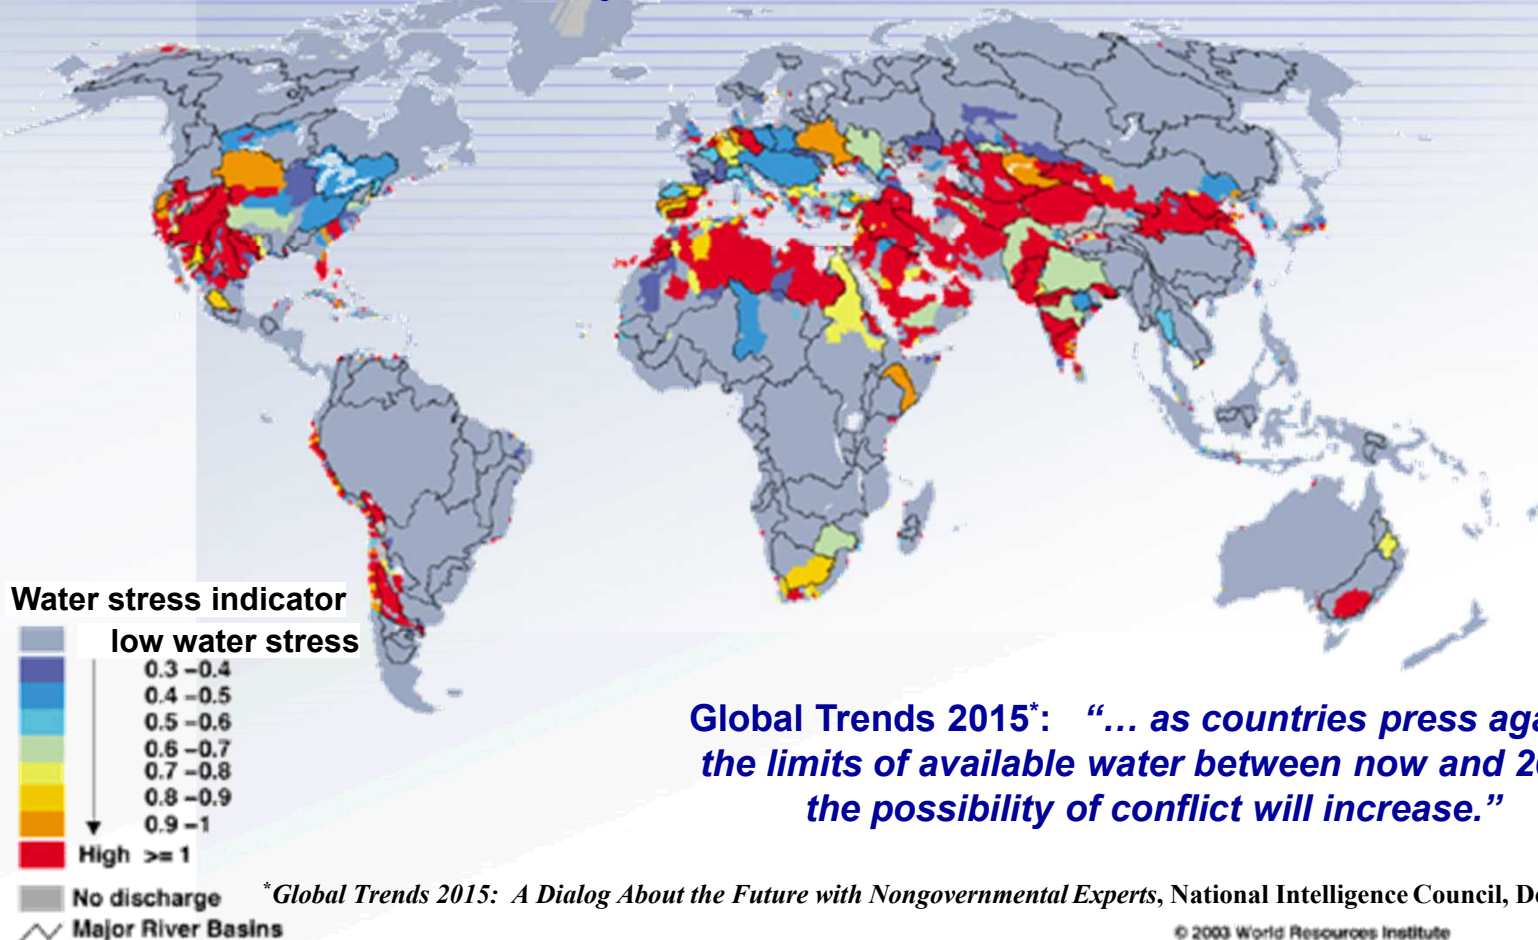 Water stress indicator
low water stress
0.3 –0.4
0.4 –0.5
0.5 –0.6
0.6 –0.7
0.7 –0.8
0.8 –0.9
0.9 –1
High >= 1
No discharge
Major River Basins
Global Trends 2015*: “… as countries press
the limits of available water between now and
the possibility of conflict will increase.”
*Global Trends 2015: A Dialog About the Future with Nongovernmental Experts, National Intelligence Council,
© 2003 World Resources Institute